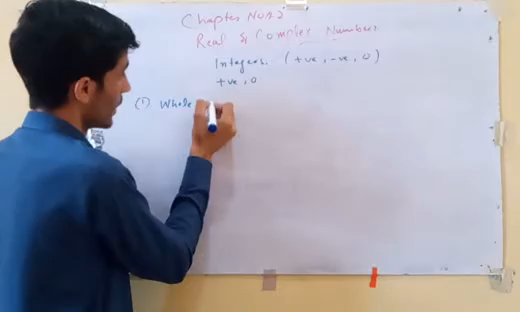 Chapter No#2
Real & Complex Numbers
Integers. (+ve, -ve, 0)
+ve, 0
(i) Whole